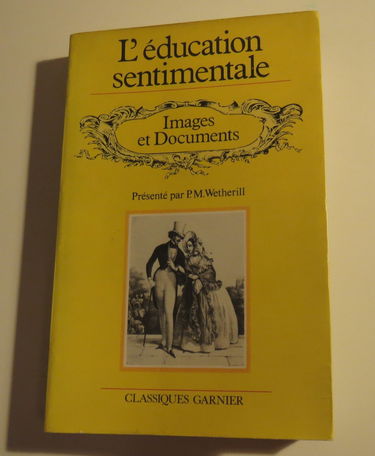 L'éducation
sentimentale
Images
et Documents
Présenté par P.M.Wetherill
CLASSIQUES GARNIER